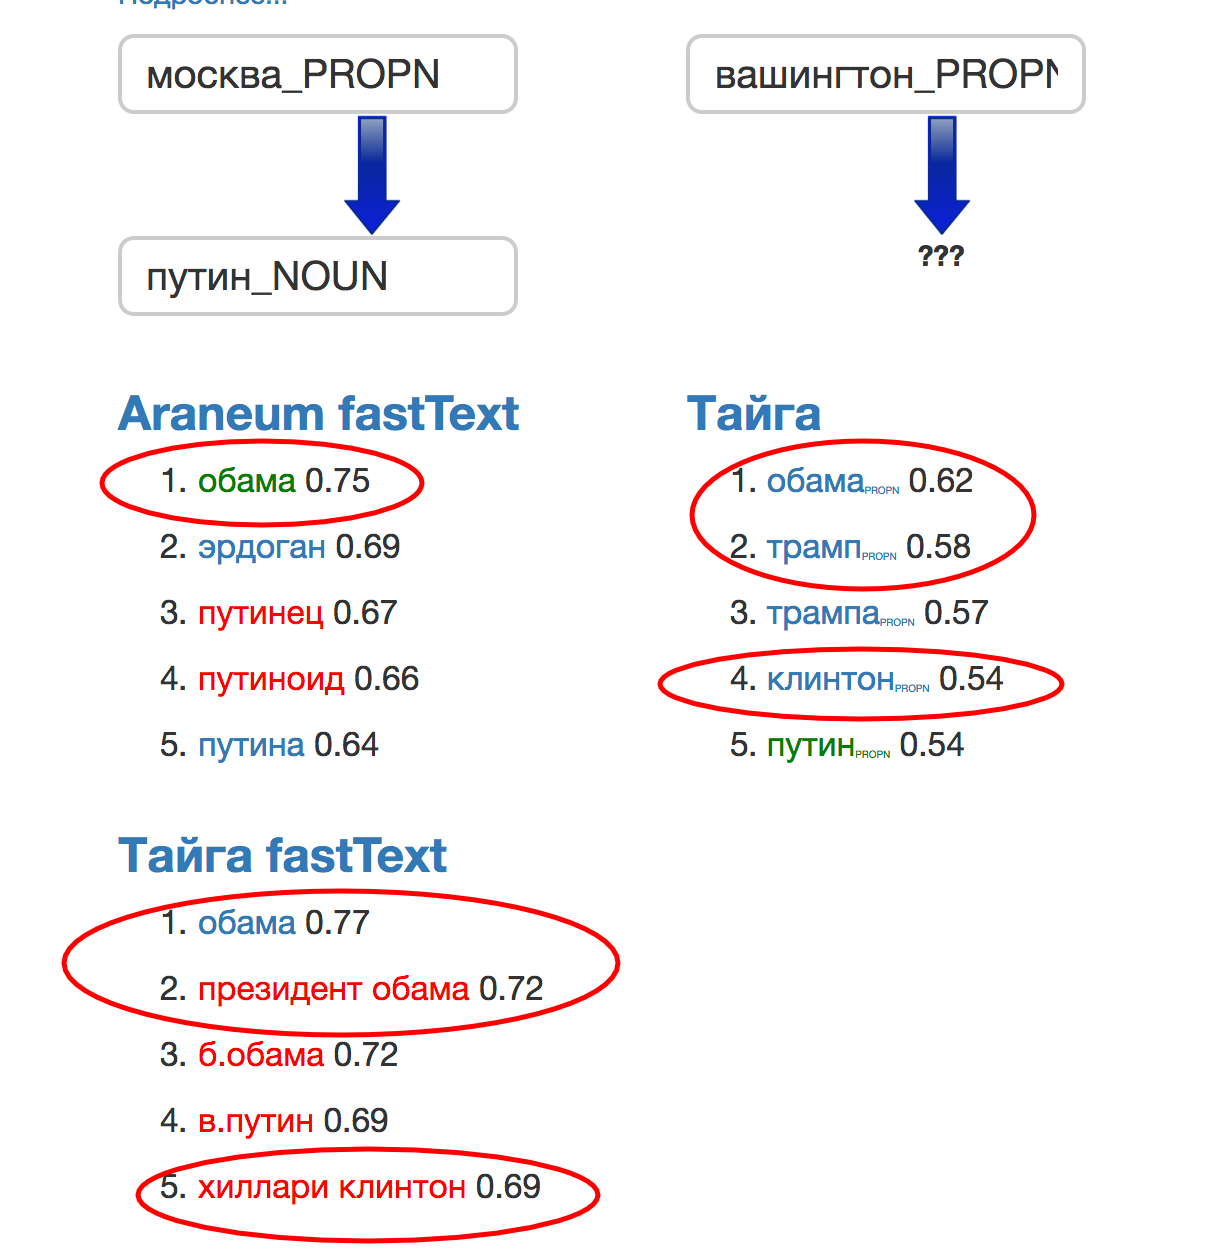 Подробнее...
москва_PROPN
вашингтон_PROPN
путин_NOUN
???
Araneum fastText
1. обама 0.75
2. эрдоган 0.69
3. путинец 0.67
4. путиноид 0.66
5. путина 0.64
Тайга
1. обама PROPN 0.62
2. трамп PROPN 0.58
3. трампа PROPN 0.57
4. клинтон PROPN 0.54
5. путин PROPN 0.54
Тайга fastText
1. обама 0.77
2. президент обама 0.72
3. б.обама 0.72
4. в.путин 0.69
5. хиллари клинтон 0.69